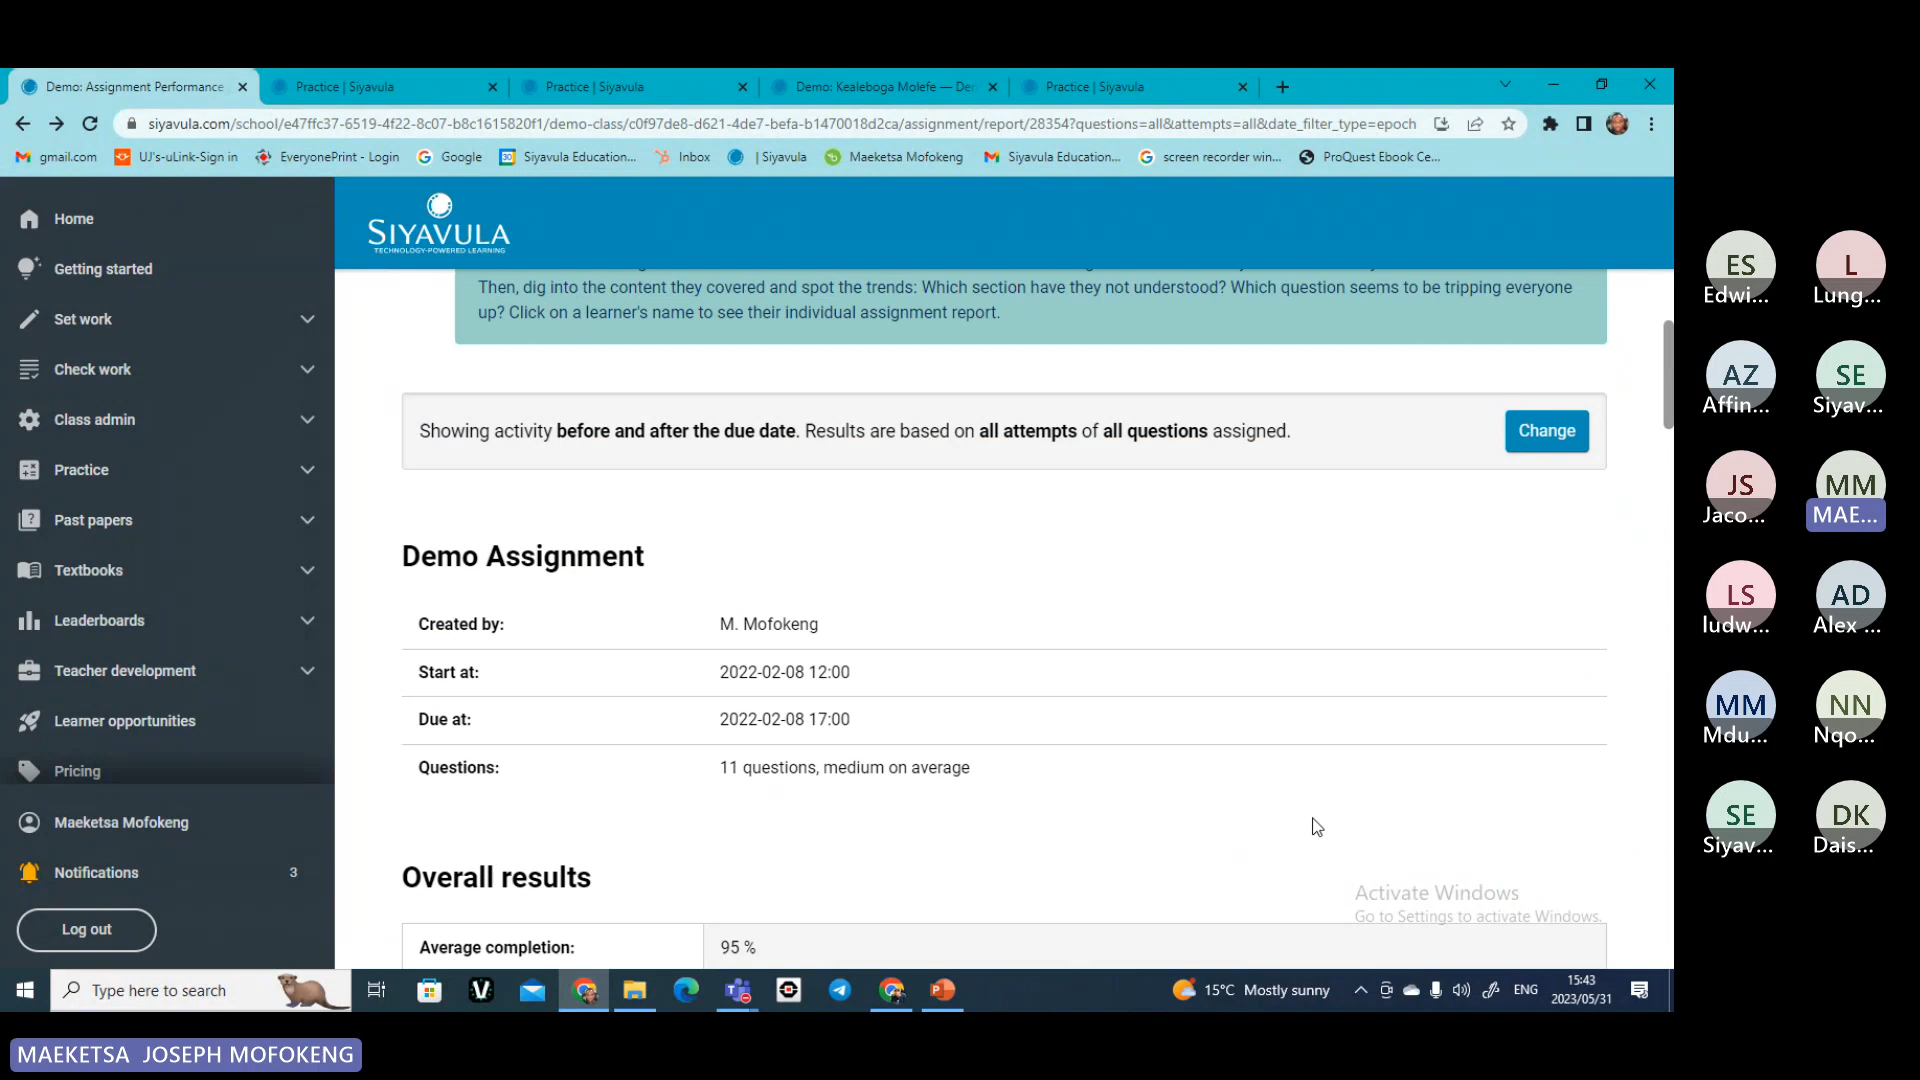 Demo: Assignment Performance
Practice | Siyavula
Practice | Siyavula
Demo: Kealeboga Molefe — De
Practice | Siyavula
siyavula.com/school/e47ffc37-6519-4f22-8c07-b8c1615820f1/demo-class/c0f97de8-d621-4de7-befa-b1470018d2ca/assignment/report/28354?questions=all&attempts=all&date_filter_type=epoch
gmail.com
UJ's-uLink-Sign in
EveryonePrint - Login
Google
Siyavula Education...
Inbox
| Siyavula
Maeketsa Mofokeng
Siyavula Education...
screen recorder win...
ProQuest Ebook Ce...
Home
Getting started
Set work
Check work
Class admin
Practice
Past papers
Textbooks
Leaderboards
Teacher development
Learner opportunities
Pricing
Maeketsa Mofokeng
Notifications 3
Log out
SIYAVULA
TECHNOLOGY-POWERED LEARNING
Then, dig into the content they covered and spot the trends: Which section have they not understood? Which question seems to be tripping everyone
up? Click on a learner's name to see their individual assignment report.
Showing activity before and after the due date. Results are based on all attempts of all questions assigned.
Change
Demo Assignment
Created by: M. Mofokeng
Start at: 2022-02-08 12:00
Due at: 2022-02-08 17:00
Questions: 11 questions, medium on average
Overall results
Average completion: 95 %
Activate Windows
Go to Settings to activate Windows.
Type here to search
15°C Mostly sunny
ENG
15:43
2023/05/31
ES
Edwi...
L
Lung...
AZ
Affin...
SE
Siyav...
JS
Jaco...
MM
MAE...
LS
ludw...
AD
Alex ...
MM
Mdu...
NN
Nqo...
SE
Siyav...
DK
Dais...
MAEKETSA JOSEPH MOFOKENG